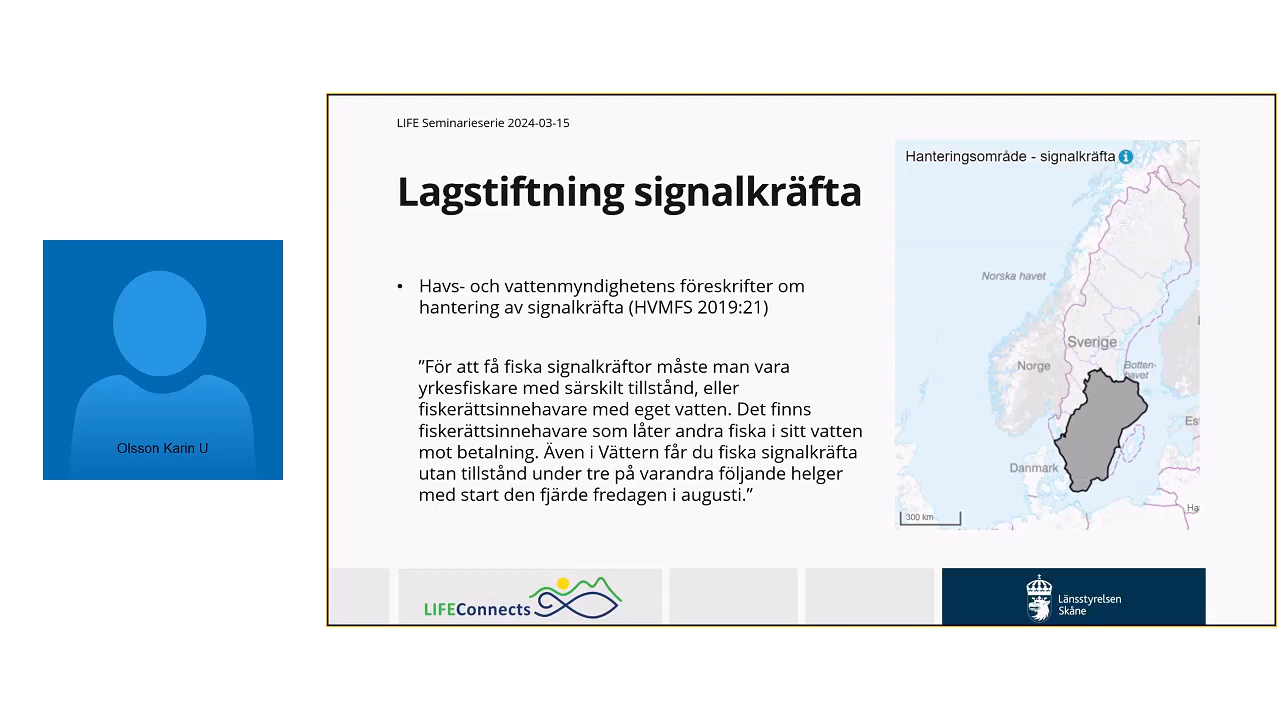 LIFE Seminarieserie 2024-03-15
Lagstiftning signalkräfta
• Havs- och vattenmyndighetens föreskrifter om
hantering av signalkräfta (HVMFS 2019:21)
”För att få fiska signalkräftor måste man vara
yrkesfiskare med särskilt tillstånd, eller
fiskerättsinnehavare med eget vatten. Det finns
fiskerättsinnehavare som låter andra fiska i sitt vatten
mot betalning. Även i Vättern får du fiska signalkräfta
utan tillstånd under tre på varandra följande helger
med start den fjärde fredagen i augusti.”
Hanteringsområde - signalkräfta
Norska havet
Sverige
Norge
Botten-
havet
Est
Danmark
Ha
300 km
Olsson Karin U
LIFEConnects
Länsstyrelsen
Skåne